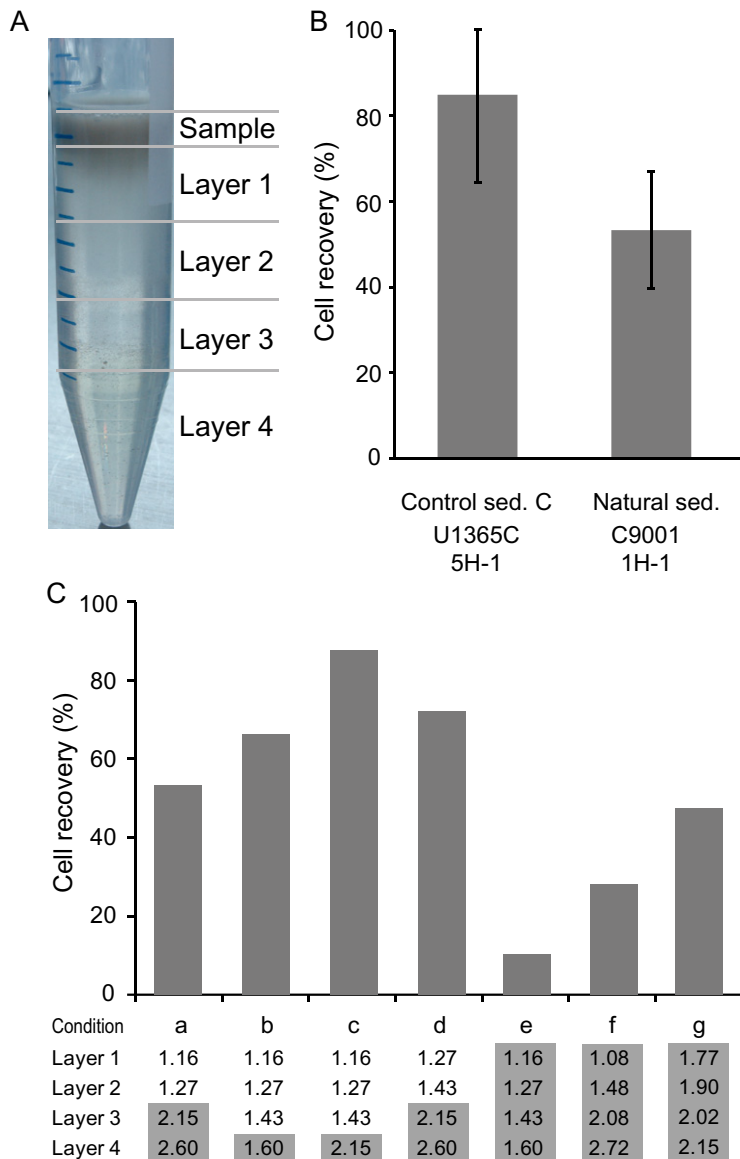 A
Sample
Layer 1
Layer 2
Layer 3
Layer 4
B
Cell recovery (%)
100
80
60
40
20
0
Control sed. C
U1365C
5H-1
Natural sed.
C9001
1H-1
C
Cell recovery (%)
100
80
60
40
20
0
Condition a b c d e f g
Layer 1 1.16 1.16 1.16 1.27 1.16 1.08 1.77
Layer 2 1.27 1.27 1.27 1.43 1.27 1.48 1.90
Layer 3 2.15 1.43 1.43 2.15 1.43 2.08 2.02
Layer 4 2.60 1.60 2.15 2.60 1.60 2.72 2.15